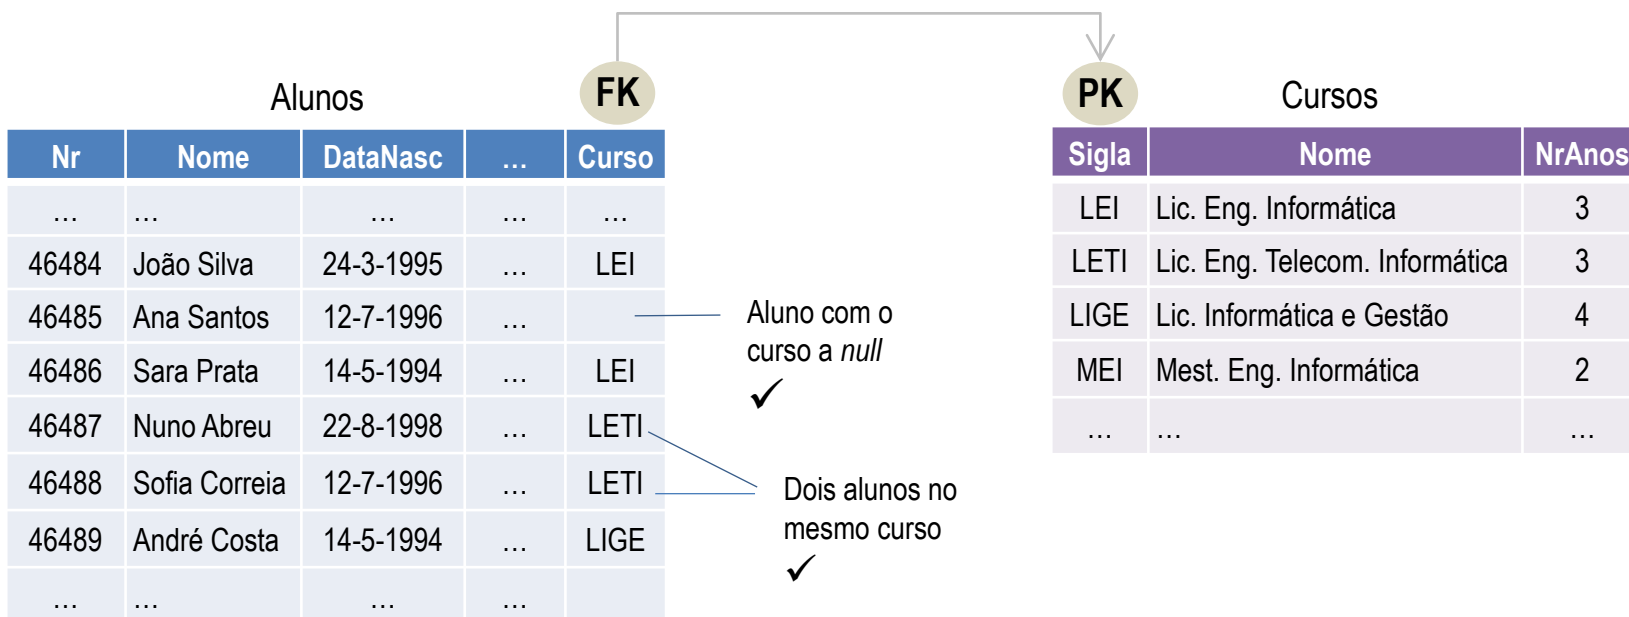 Alunos FK
Nr Nome DataNasc … Curso
… … … … …
46484 João Silva 24-3-1995 … LEI
46485 Ana Santos 12-7-1996 …
46486 Sara Prata 14-5-1994 … LEI
46487 Nuno Abreu 22-8-1998 … LETI
46488 Sofia Correia 12-7-1996 … LETI
46489 André Costa 14-5-1994 … LIGE
… … … …
Aluno com o
curso a null
✓
Dois alunos no
mesmo curso
✓
PK Cursos
Sigla Nome NrAnos
LEI Lic. Eng. Informática 3
LETI Lic. Eng. Telecom. Informática 3
LIGE Lic. Informática e Gestão 4
MEI Mest. Eng. Informática 2
… … …